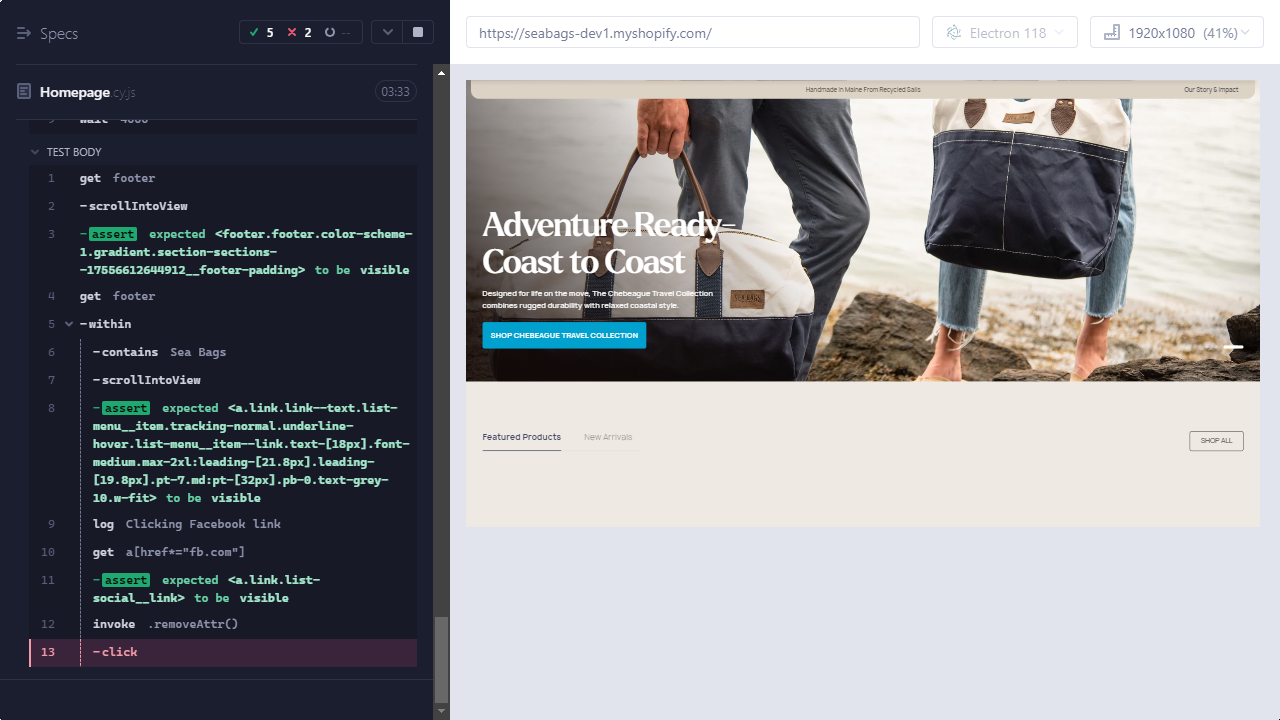 Specs
5
2
--
https://seabags-dev1.myshopify.com/
Electron 118
1920x1080 (41%)
Homepage.cy.js
03:33
wait 4000
TEST BODY
1 get footer
2 -scrollIntoView
3 -assert expected <footer.footer.color-scheme-
1.gradient.section-sections-
-17556612644912__footer-padding> to be visible
4 get footer
5 -within
6 -contains Sea Bags
7 -scrollIntoView
8 -assert expected <a.link.link--text.list-
menu__item.tracking-normal.underline-
hover.list-menu__item--link.text-[18px].font-
medium.max-2xl:leading-[21.8px].leading-
[19.8px].pt-7.md:pt-[32px].pb-0.text-grey-
10.w-fit> to be visible
9 log Clicking Facebook link
10 get a[href*="fb.com"]
11 -assert expected <a.link.list-
social__link> to be visible
12 invoke .removeAttr()
13 -click
Handmade in Maine From Recycled Sails
Our Story & Impact
Adventure Ready–
Coast to Coast
Designed for life on the move, The Chebeague Travel Collection
combines rugged durability with relaxed coastal style.
SHOP CHEBEAGUE TRAVEL COLLECTION
SEA BAGS
SEA BAGS
Featured Products
New Arrivals
SHOP ALL